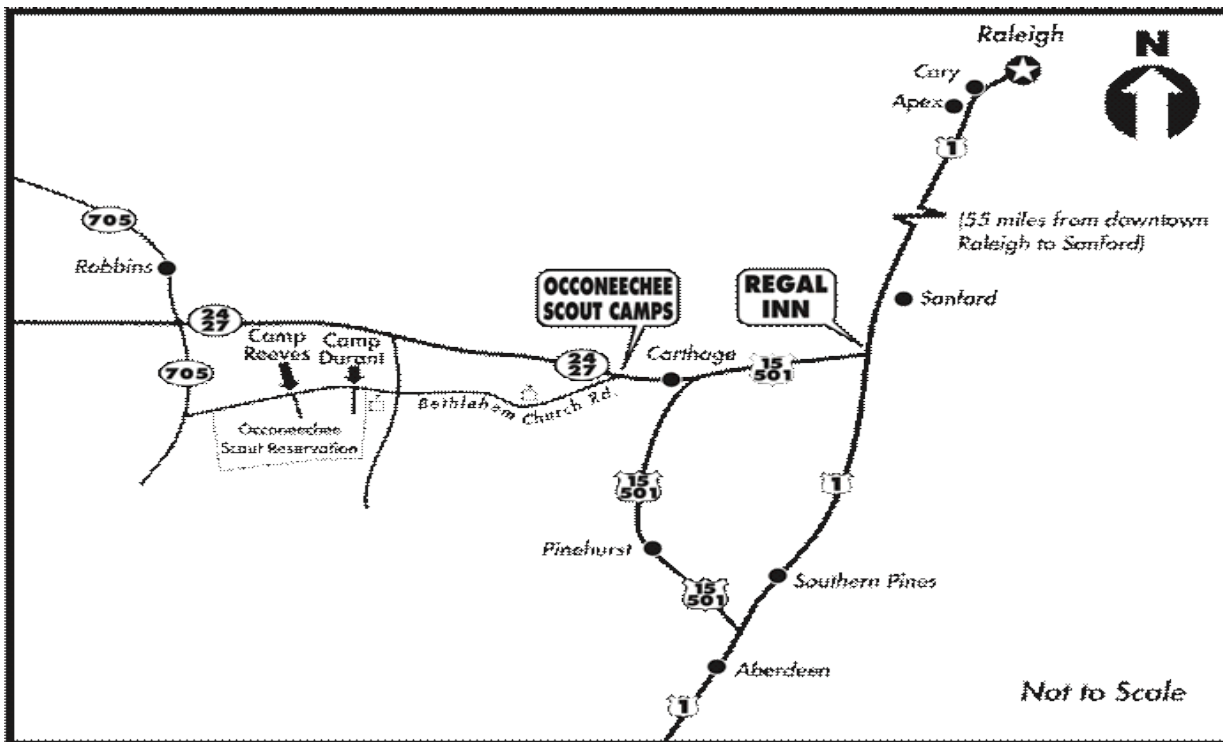 Raleigh
N
Cary
Apex
1
705
(55 miles from downtown
Raleigh to Sanford)
Robbins
OCCONEECHEE
SCOUT CAMPS
REGAL
INN
Sanford
24
27
Camp
Reeves
Camp
Durant
24
27
Carthage
15
501
705
Bethlehem Church Rd.
Occoneechee
Scout Reservation
15
501
1
Pinehurst
15
501
Southern Pines
Aberdeen
1
Not to Scale